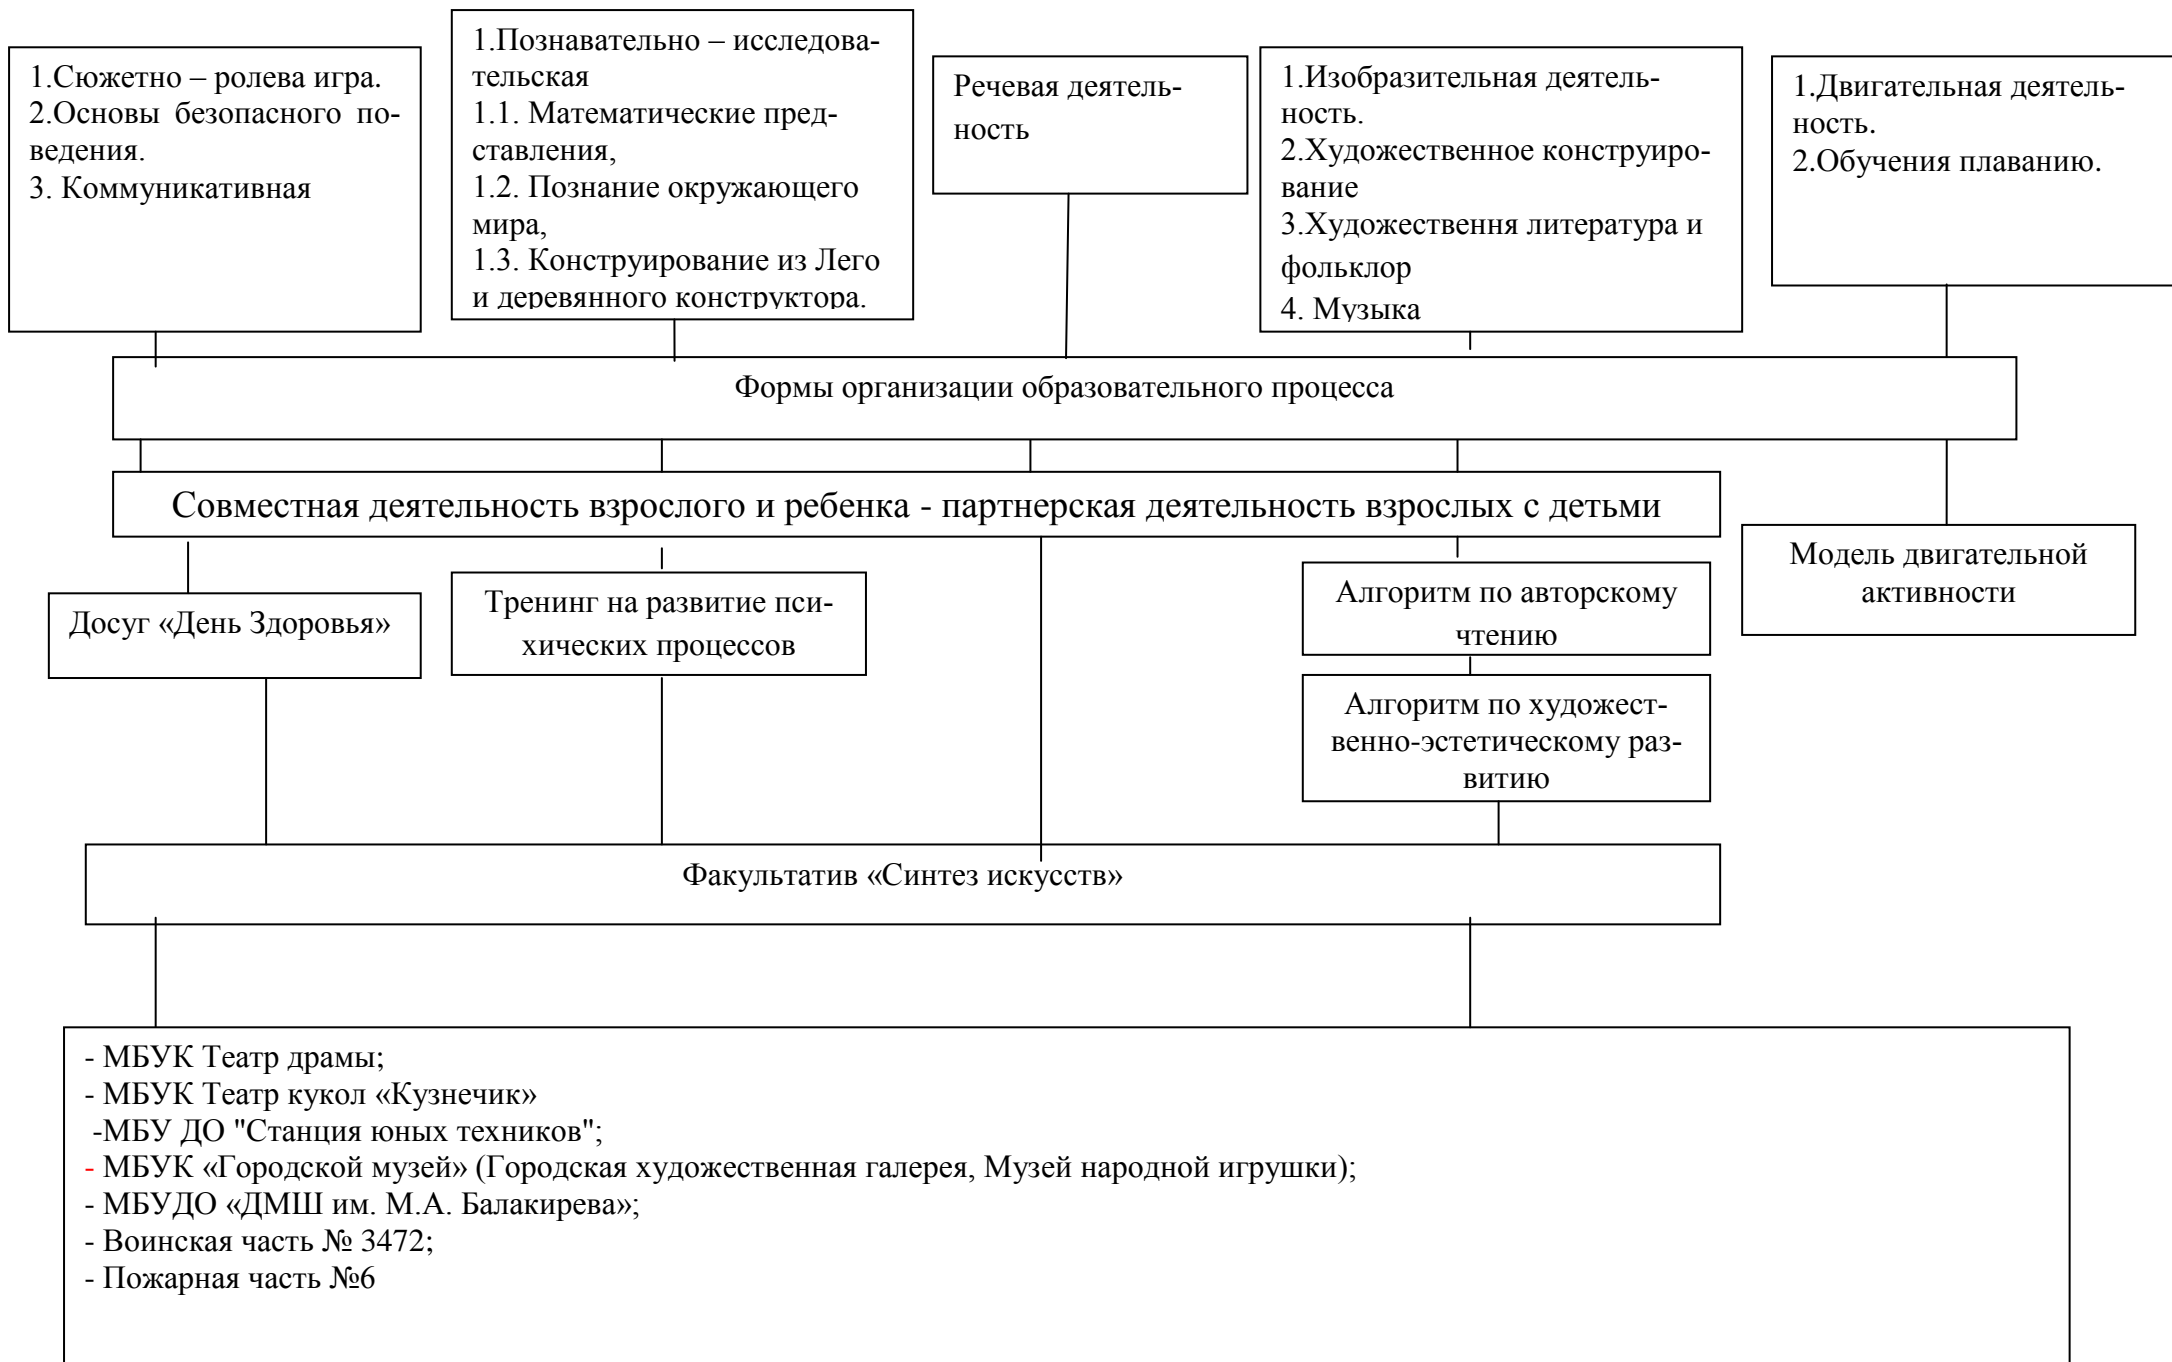 1.Сюжетно – ролева игра.
2.Основы безопасного по-
ведения.
3. Коммуникативная
1.Познавательно – исследова-
тельская
1.1. Математические пред-
ставления,
1.2. Познание окружающего
мира,
1.3. Конструирование из Лего
и деревянного конструктора.
Речевая деятель-
ность
1.Изобразительная деятель-
ность.
2.Художественное конструиро-
вание
3.Художествення литература и
фольклор
4. Музыка
1.Двигательная деятель-
ность.
2.Обучения плаванию.
Формы организации образовательного процесса
Совместная деятельность взрослого и ребенка - партнерская деятельность взрослых с детьми
Досуг «День Здоровья»
Тренинг на развитие пси-
хических процессов
Алгоритм по авторскому
чтению
Модель двигательной
активности
Алгоритм по художест-
венно-эстетическому раз-
витию
Факультатив «Синтез искусств»
- МБУК Театр драмы;
- МБУК Театр кукол «Кузнечик»
-МБУ ДО "Станция юных техников";
- МБУК «Городской музей» (Городская художественная галерея, Музей народной игрушки);
- МБУДО «ДМШ им. М.А. Балакирева»;
- Воинская часть № 3472;
- Пожарная часть №6